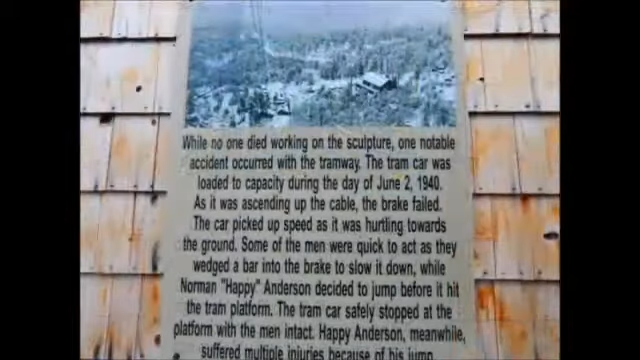 While no one died working on the sculpture, one notable
accident occurred with the tramway. The tram car was
loaded to capacity during the day of June 2, 1940.
As it was ascending up the cable, the brake failed.
The car picked up speed as it was hurtling towards
the ground. Some of the men were quick to act as they
wedged a bar into the brake to slow it down, while
Norman "Happy" Anderson decided to jump before it hit
the tram platform. The tram car safely stopped at the
platform with the men intact. Happy Anderson, meanwhile,
suffered multiple injuries because of his jump